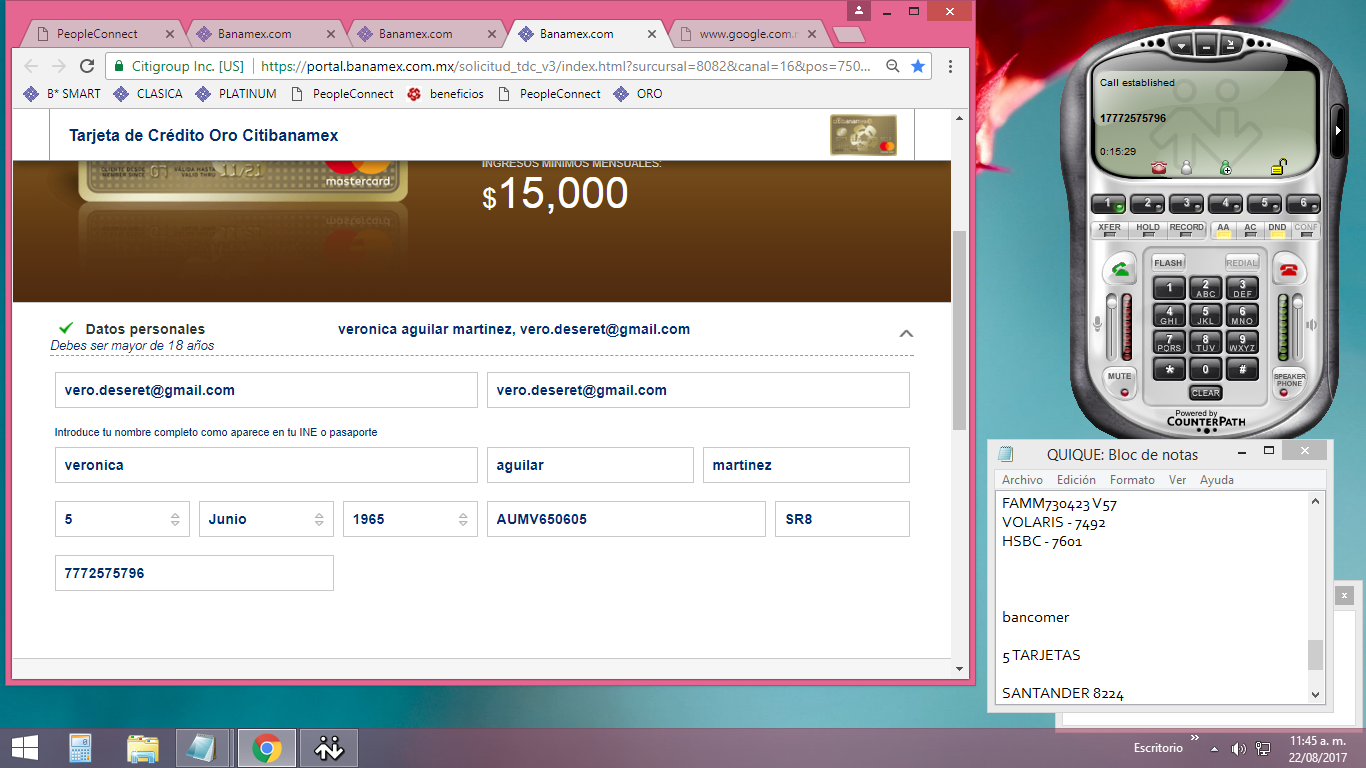 PeopleConnect
Banamex.com
Banamex.com
Banamex.com
www.google.com.
Citigroup Inc. [US]
https://portal.banamex.com.mx/solicitud_tdc_v3/index.html?surcursal=8082&canal=16&pos=750...
B* SMART
CLASICA
PLATINUM
PeopleConnect
beneficios
PeopleConnect
ORO
Tarjeta de Crédito Oro Citibanamex
INGRESOS MÍNIMOS MENSUALES:
$15,000
11/21
mastercard
Datos personales
veronica aguilar martinez, vero.deseret@gmail.com
Debes ser mayor de 18 años
vero.deseret@gmail.com
vero.deseret@gmail.com
Introduce tu nombre completo como aparece en tu INE o pasaporte
veronica
aguilar
martinez
5
Junio
1965
AUMV650605
SR8
7772575796
Call established
17772575796
0:15:29
1
2
3
4
5
6
XFER
HOLD
RECORD
AA
AC
DND
CONF
FLASH
REDIAL
1
2 ABC
3 DEF
4 GHI
5 JKL
6 MNO
7 PQRS
8 TUV
9 WXYZ
*
0
#
MUTE
CLEAR
SPEAKER PHONE
Powered by
COUNTERPATH
QUIQUE: Bloc de notas
Archivo Edición Formato Ver Ayuda
FAMM730423 V57
VOLARIS - 7492
HSBC - 7601
bancomer
5 TARJETAS
SANTANDER 8224
Escritorio
11:45 a. m.
22/08/2017